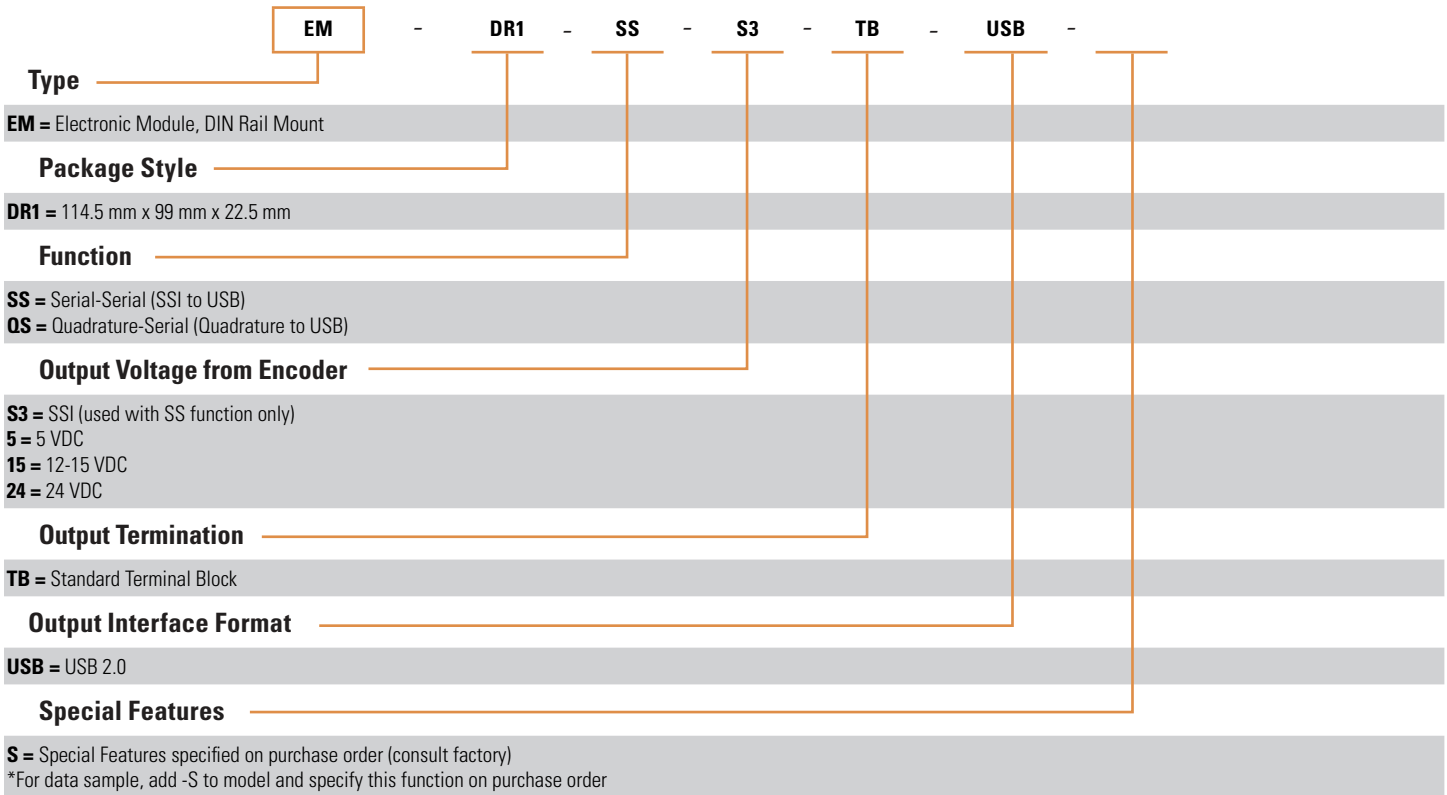 EM - DR1 - SS - S3 - TB - USB -
Type
EM = Electronic Module, DIN Rail Mount
Package Style
DR1 = 114.5 mm x 99 mm x 22.5 mm
Function
SS = Serial-Serial (SSI to USB)
QS = Quadrature-Serial (Quadrature to USB)
Output Voltage from Encoder
S3 = SSI (used with SS function only)
5 = 5 VDC
15 = 12-15 VDC
24 = 24 VDC
Output Termination
TB = Standard Terminal Block
Output Interface Format
USB = USB 2.0
Special Features
S = Special Features specified on purchase order (consult factory)
*For data sample, add -S to model and specify this function on purchase order